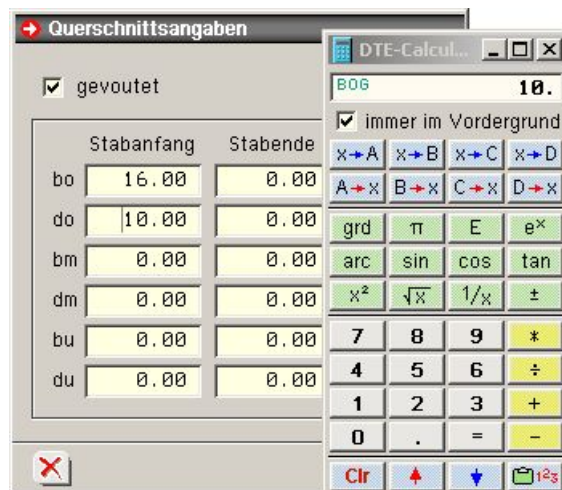 Querschnittsangaben
gevoutet
Stabanfang Stabende
bo 16.00 0.00
do 10.00 0.00
bm 0.00 0.00
dm 0.00 0.00
bu 0.00 0.00
du 0.00 0.00
DTE-Calcul...
BOG 10.
immer im Vordergrund
x→A x→B x→C x→D
A→x B→x C→x D→x
grd π E eˣ
arc sin cos tan
x² √x 1/x ±
7 8 9 *
4 5 6 ÷
1 2 3 +
0 . = -
Clr 123